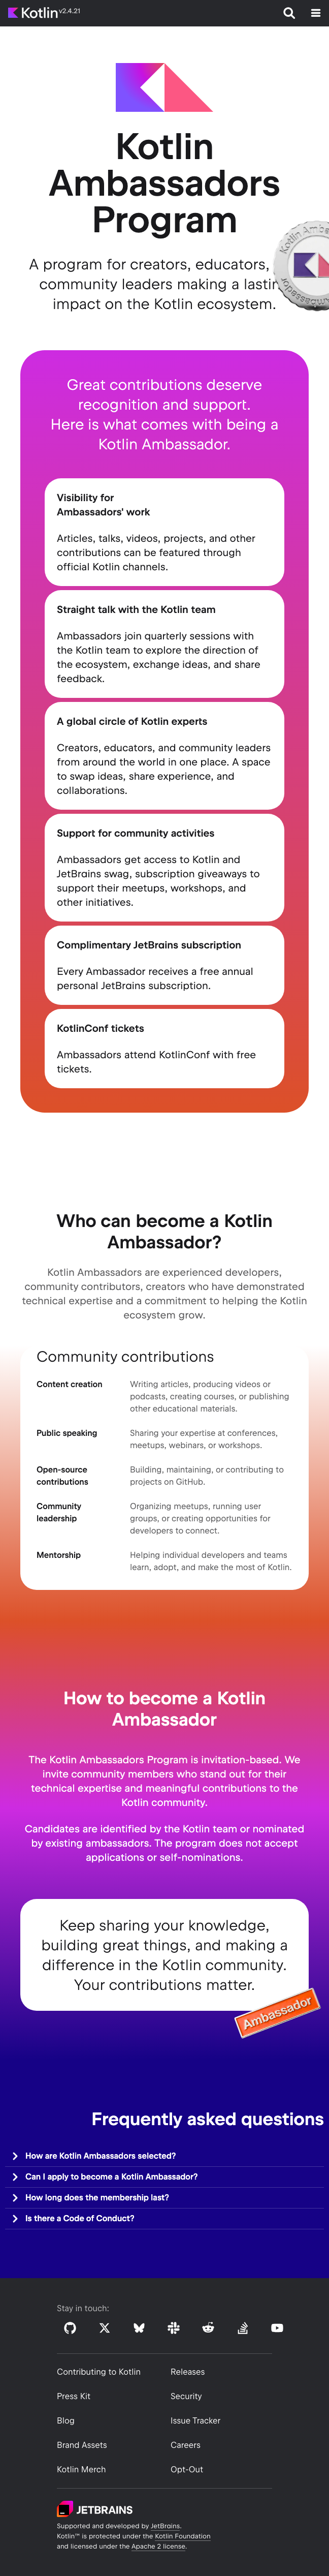 Kotlin v2.4.21
Kotlin
Ambassadors
Program
A program for creators, educators,
community leaders making a lastin
impact on the Kotlin ecosystem.
Great contributions deserve
recognition and support.
Here is what comes with being a
Kotlin Ambassador.
Visibility for
Ambassadors' work
Articles, talks, videos, projects, and other
contributions can be featured through
official Kotlin channels.
Straight talk with the Kotlin team
Ambassadors join quarterly sessions with
the Kotlin team to explore the direction of
the ecosystem, exchange ideas, and share
feedback.
A global circle of Kotlin experts
Creators, educators, and community leaders
from around the world in one place. A space
to swap ideas, share experience, and
collaborations.
Support for community activities
Ambassadors get access to Kotlin and
JetBrains swag, subscription giveaways to
support their meetups, workshops, and
other initiatives.
Complimentary JetBrains subscription
Every Ambassador receives a free annual
personal JetBrains subscription.
KotlinConf tickets
Ambassadors attend KotlinConf with free
tickets.
Who can become a Kotlin
Ambassador?
Kotlin Ambassadors are experienced developers,
community contributors, creators who have demonstrated
technical expertise and a commitment to helping the Kotlin
ecosystem grow.
Community contributions
Content creation
Writing articles, producing videos or
podcasts, creating courses, or publishing
other educational materials.
Public speaking
Sharing your expertise at conferences,
meetups, webinars, or workshops.
Open-source
contributions
Building, maintaining, or contributing to
projects on GitHub.
Community
leadership
Organizing meetups, running user
groups, or creating opportunities for
developers to connect.
Mentorship
Helping individual developers and teams
learn, adopt, and make the most of Kotlin.
How to become a Kotlin
Ambassador
The Kotlin Ambassadors Program is invitation-based. We
invite community members who stand out for their
technical expertise and meaningful contributions to the
Kotlin community.
Candidates are identified by the Kotlin team or nominated
by existing ambassadors. The program does not accept
applications or self-nominations.
Keep sharing your knowledge,
building great things, and making a
difference in the Kotlin community.
Your contributions matter.
Ambassador
Frequently asked questions
How are Kotlin Ambassadors selected?
Can I apply to become a Kotlin Ambassador?
How long does the membership last?
Is there a Code of Conduct?
Stay in touch:
Contributing to Kotlin
Releases
Press Kit
Security
Blog
Issue Tracker
Brand Assets
Careers
Kotlin Merch
Opt-Out
JETBRAINS
Supported and developed by JetBrains.
Kotlin™ is protected under the Kotlin Foundation
and licensed under the Apache 2 license.